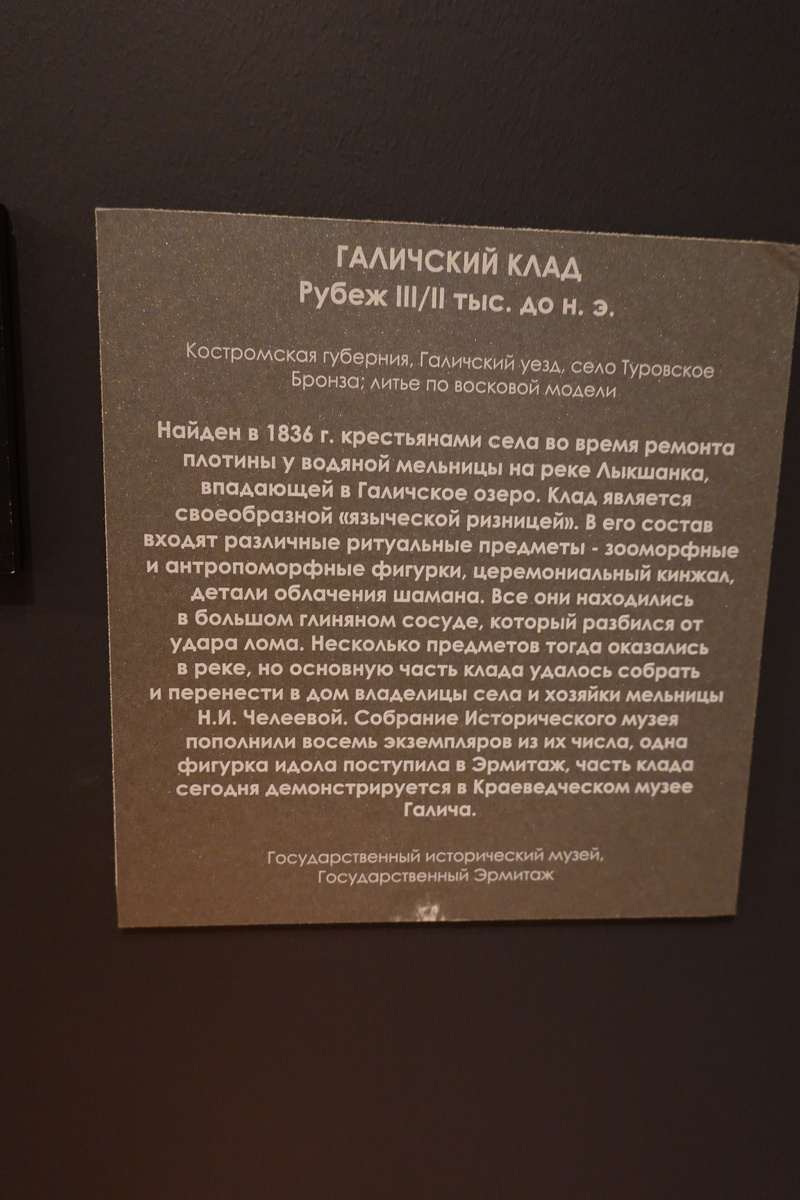 ГАЛИЧСКИЙ КЛАД
Рубеж III/II тыс. до н. э.
Костромская губерния, Галичский уезд, село Туровское
Бронза; литье по восковой модели
Найден в 1836 г. крестьянами села во время ремонта
плотины у водяной мельницы на реке Лыкшанка,
впадающей в Галичское озеро. Клад является
своеобразной «языческой ризницей». В его состав
входят различные ритуальные предметы - зооморфные
и антропоморфные фигурки, церемониальный кинжал,
детали облачения шамана. Все они находились
в большом глиняном сосуде, который разбился от
удара лома. Несколько предметов тогда оказались
в реке, но основную часть клада удалось собрать
и перенести в дом владелицы села и хозяйки мельницы
Н.И. Челеевой. Собрание Исторического музея
пополнили восемь экземпляров из их числа, одна
фигурка идола поступила в Эрмитаж, часть клада
сегодня демонстрируется в Краеведческом музее
Галича.
Государственный исторический музей,
Государственный Эрмитаж